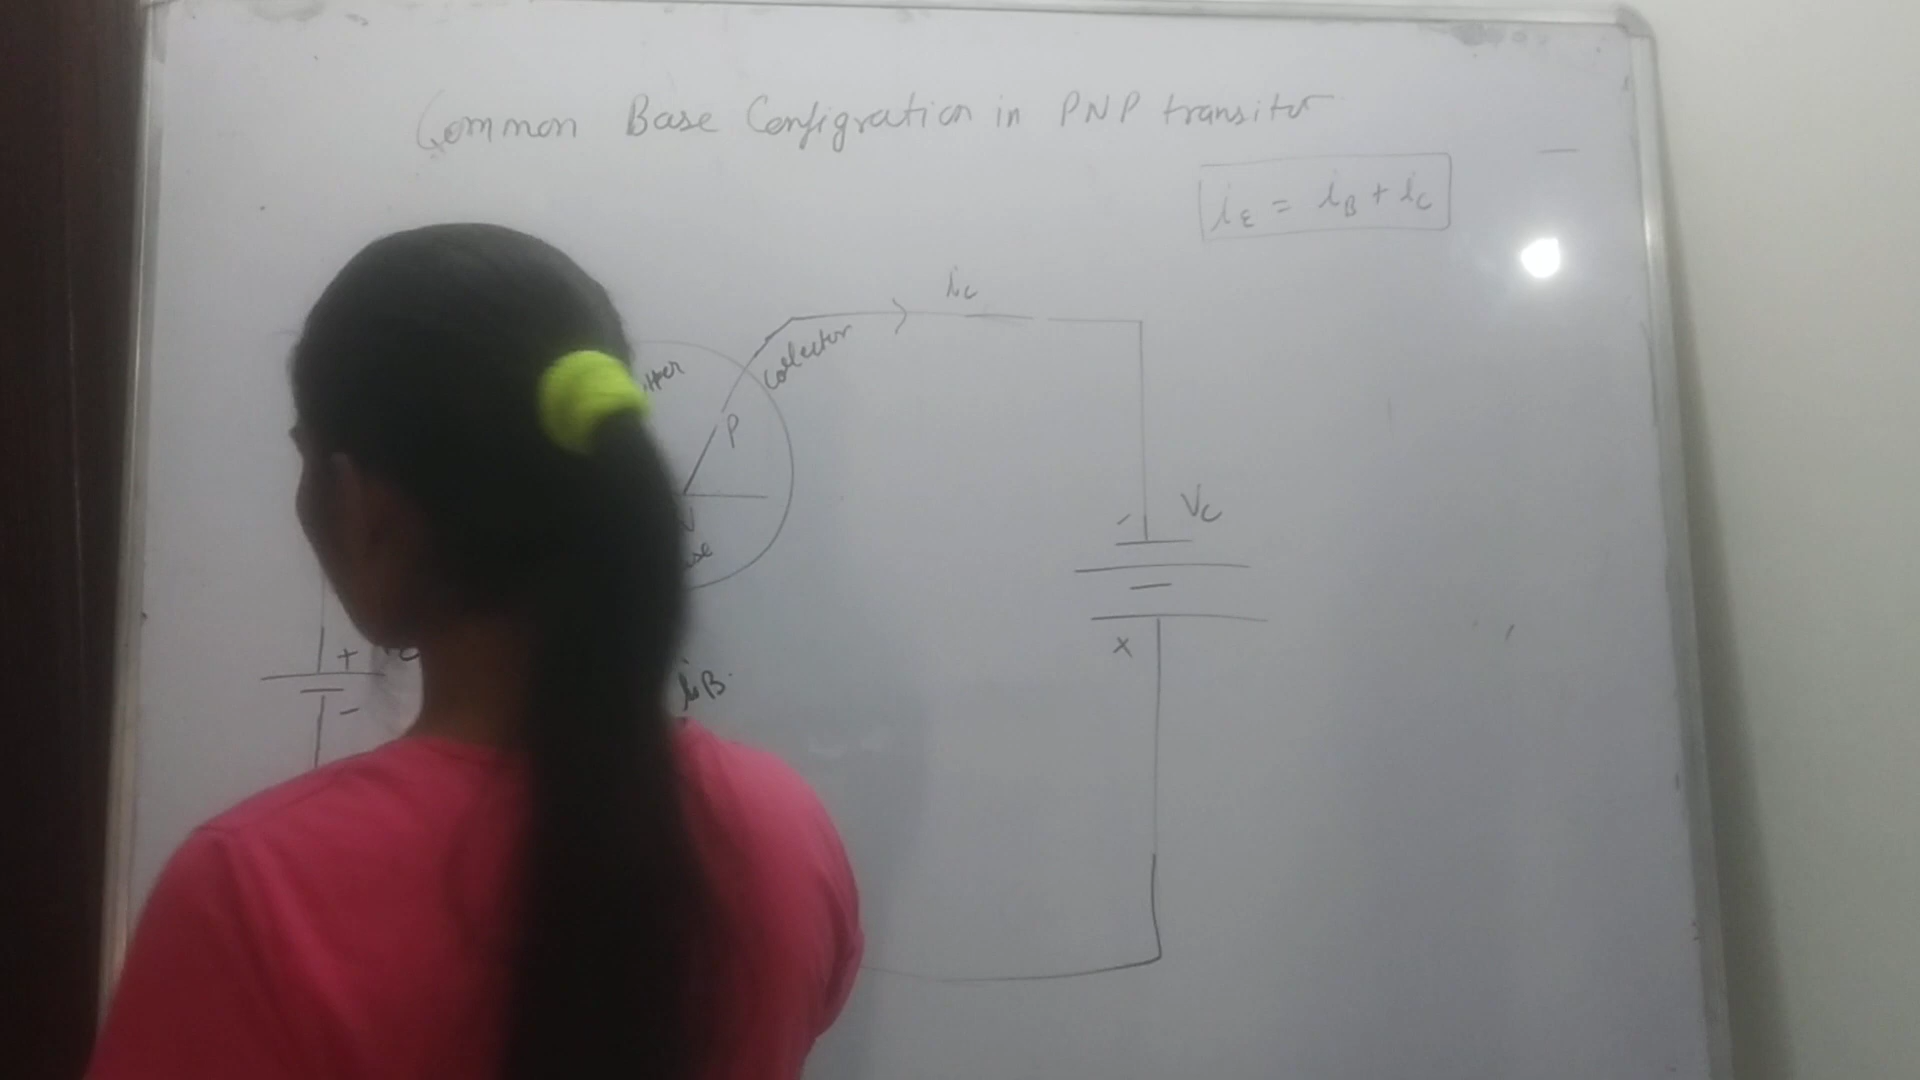 Common Base Configration in PNP transitor
iE = iB + ic
ic
Collector
P
Vc
-
x
+
-
iB